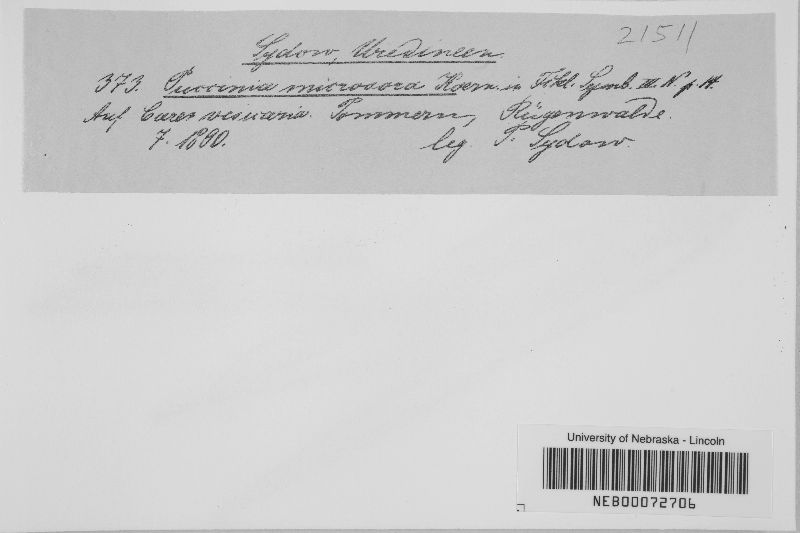 21511
Sydow, Uredineen.
373. Puccinia microsora Koern. in Fckl. Symb. III. N. p. 14.
Auf Carex vesicaria. Pommern, Rügenwalde.
7. 1890. leg. P. Sydow.
University of Nebraska - Lincoln
NEB00072706